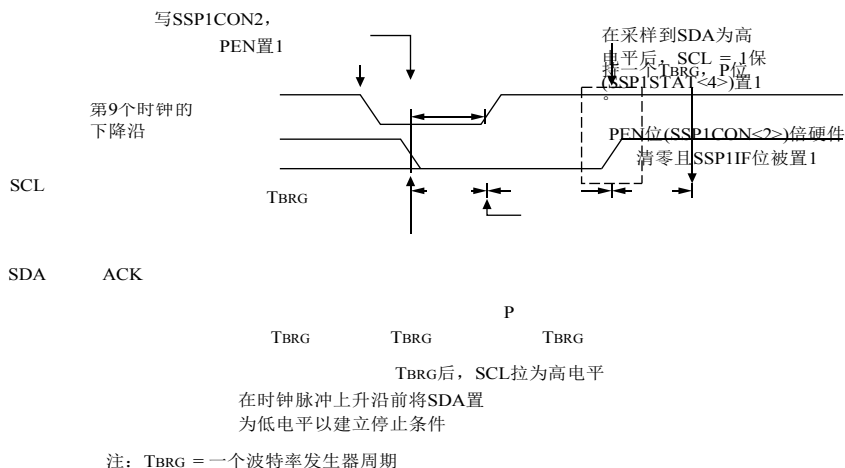 写SSP1CON2，
PEN置1
在采样到SDA为高
电平后，SCL = 1保
持一个TBRG，P位
(SSP1STAT<4>)置1
。
第9个时钟的
下降沿
PEN位(SSP1CON<2>)倍硬件
清零且SSP1IF位被置1
SCL
TBRG
SDA ACK
P
TBRG TBRG TBRG
TBRG后，SCL拉为高电平
在时钟脉冲上升沿前将SDA置
为低电平以建立停止条件
注：TBRG = 一个波特率发生器周期